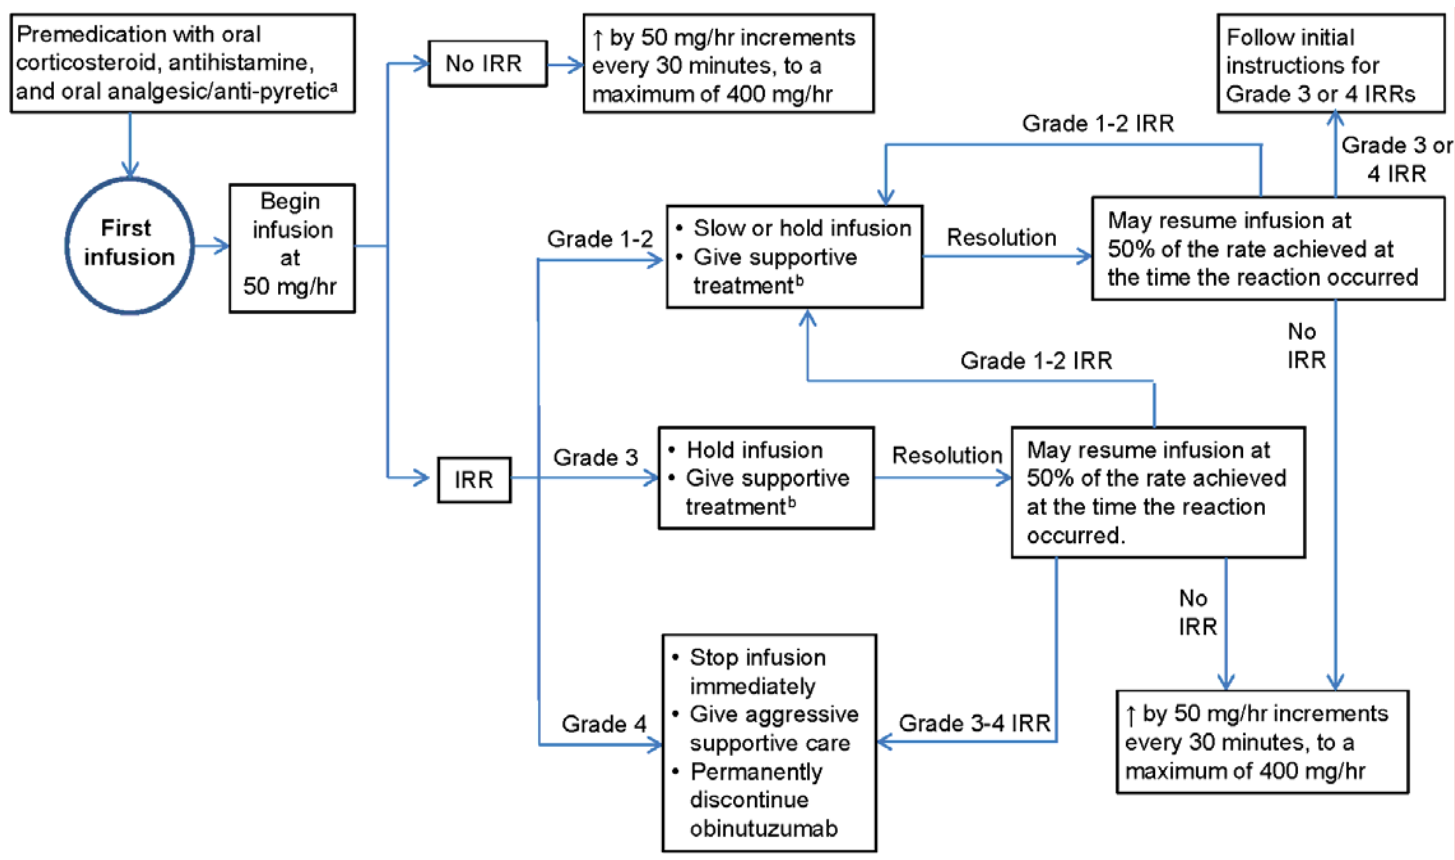 Premedication with oral
corticosteroid, antihistamine,
and oral analgesic/anti-pyreticᵃ
No IRR
↑ by 50 mg/hr increments
every 30 minutes, to a
maximum of 400 mg/hr
Follow initial
instructions for
Grade 3 or 4 IRRs
Grade 1-2 IRR
Grade 3 or
4 IRR
First
infusion
Begin
infusion
at
50 mg/hr
Grade 1-2
• Slow or hold infusion
• Give supportive
treatmentᵇ
Resolution
May resume infusion at
50% of the rate achieved at
the time the reaction occurred
No
IRR
Grade 1-2 IRR
IRR
Grade 3
• Hold infusion
• Give supportive
treatmentᵇ
Resolution
May resume infusion at
50% of the rate achieved
at the time the reaction
occurred.
No
IRR
Grade 4
• Stop infusion
immediately
• Give aggressive
supportive care
• Permanently
discontinue
obinutuzumab
Grade 3-4 IRR
↑ by 50 mg/hr increments
every 30 minutes, to a
maximum of 400 mg/hr